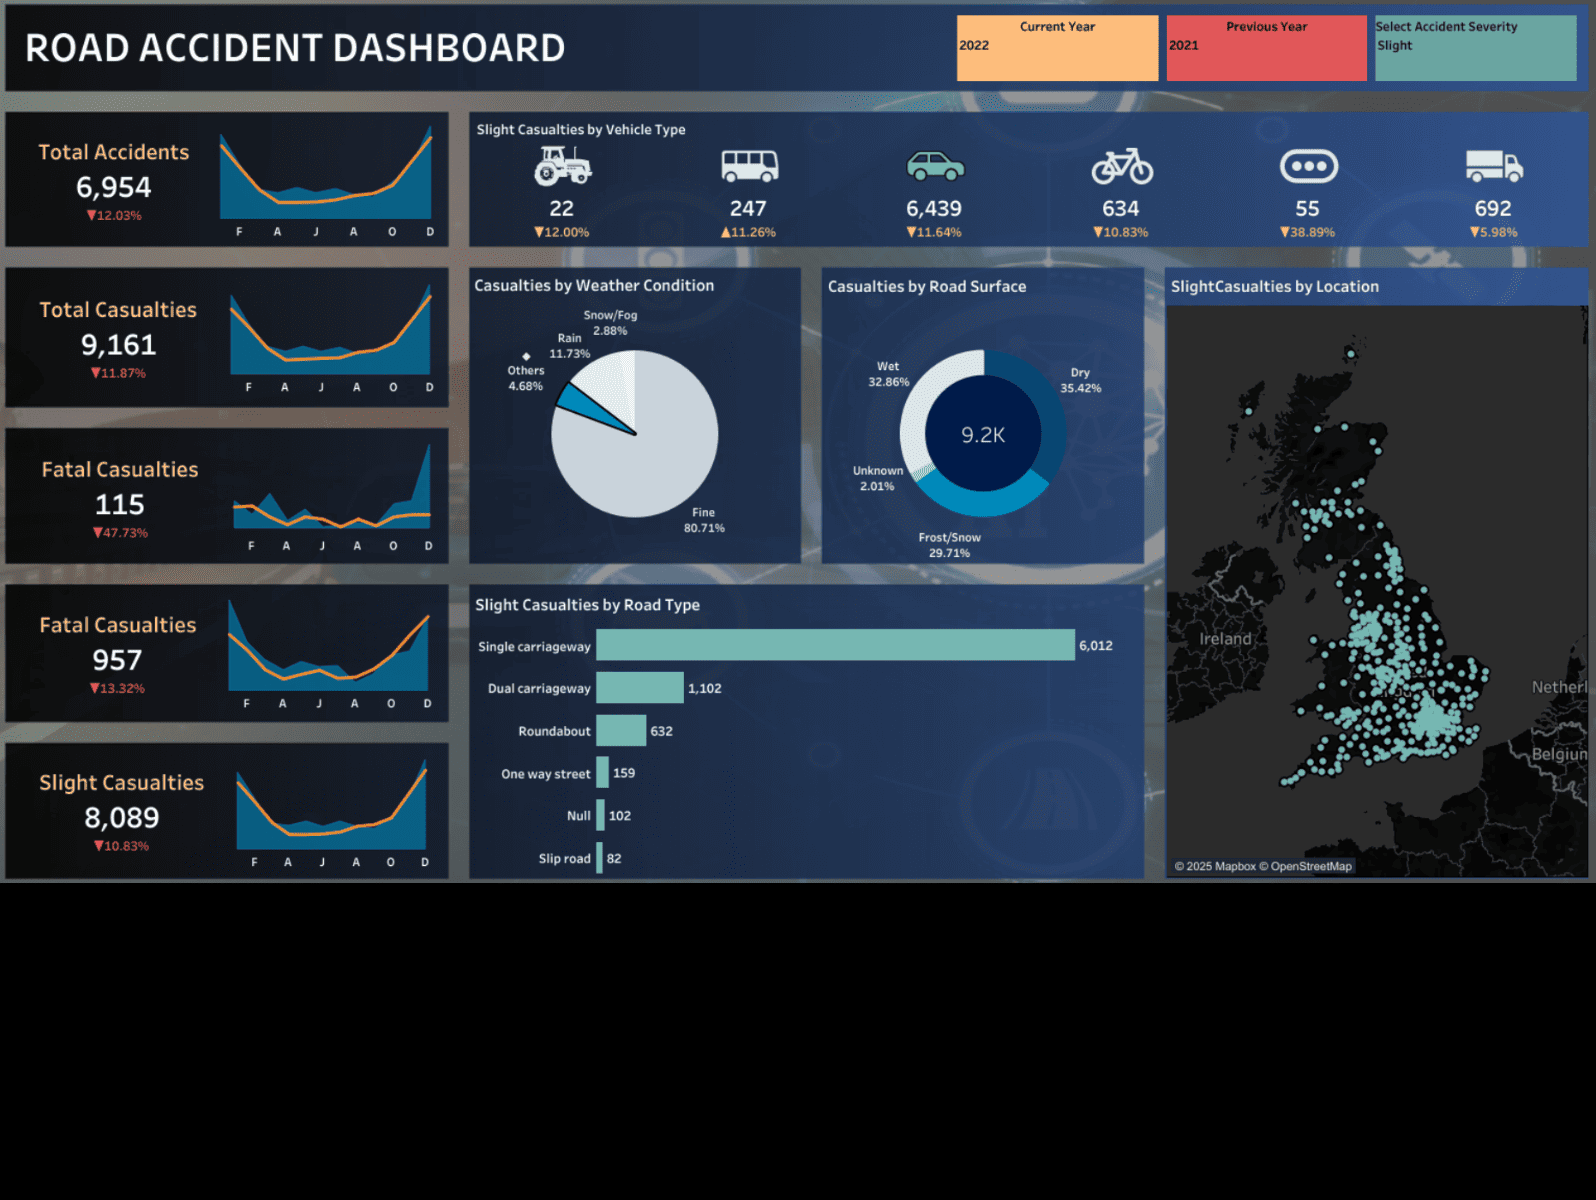 ROAD ACCIDENT DASHBOARD
Current Year
2022
Previous Year
2021
Select Accident Severity
Slight
Total Accidents
6,954
▼12.03%
F A J A O D
Total Casualties
9,161
▼11.87%
F A J A O D
Fatal Casualties
115
▼47.73%
F A J A O D
Fatal Casualties
957
▼13.32%
F A J A O D
Slight Casualties
8,089
▼10.83%
F A J A O D
Slight Casualties by Vehicle Type
22 247 6,439 634 55 692
▼12.00% ▲11.26% ▼11.64% ▼10.83% ▼38.89% ▼5.98%
Casualties by Weather Condition
Snow/Fog
2.88%
Rain
11.73%
Others
4.68%
Fine
80.71%
Casualties by Road Surface
Wet
32.86%
Dry
35.42%
9.2K
Unknown
2.01%
Frost/Snow
29.71%
Slight Casualties by Road Type
Single carriageway 6,012
Dual carriageway 1,102
Roundabout 632
One way street 159
Null 102
Slip road 82
SlightCasualties by Location
Ireland
Netherl
Belgiun
© 2025 Mapbox © OpenStreetMap